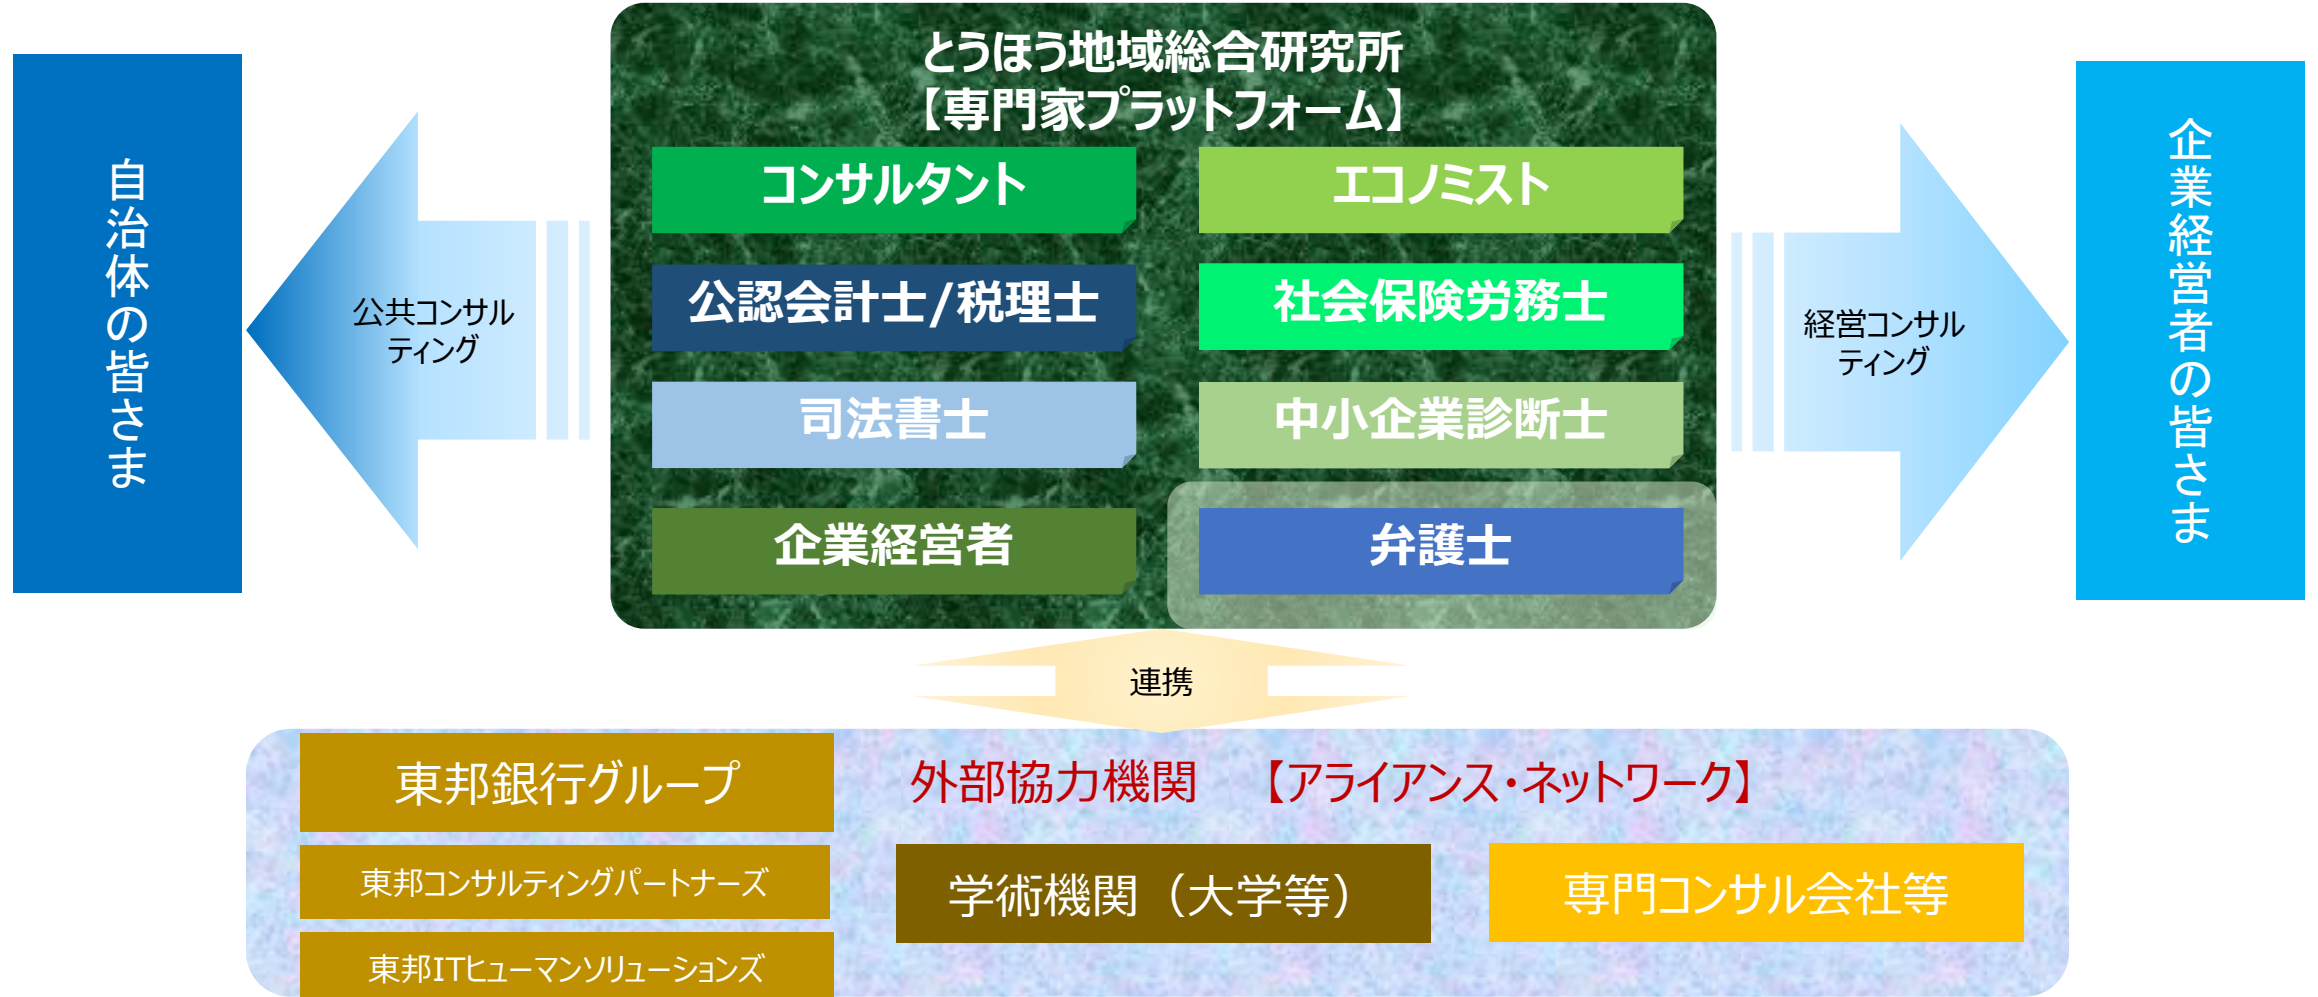 とうほう地域総合研究所
【専門家プラットフォーム】
自治体の皆さま
公共コンサル
ティング
コンサルタント
エコノミスト
公認会計士/税理士
社会保険労務士
司法書士
中小企業診断士
企業経営者
弁護士
経営コンサル
ティング
企業経営者の皆さま
連携
東邦銀行グループ
外部協力機関 【アライアンス・ネットワーク】
東邦コンサルティングパートナーズ
学術機関（大学等）
専門コンサル会社等
東邦ITヒューマンソリューションズ